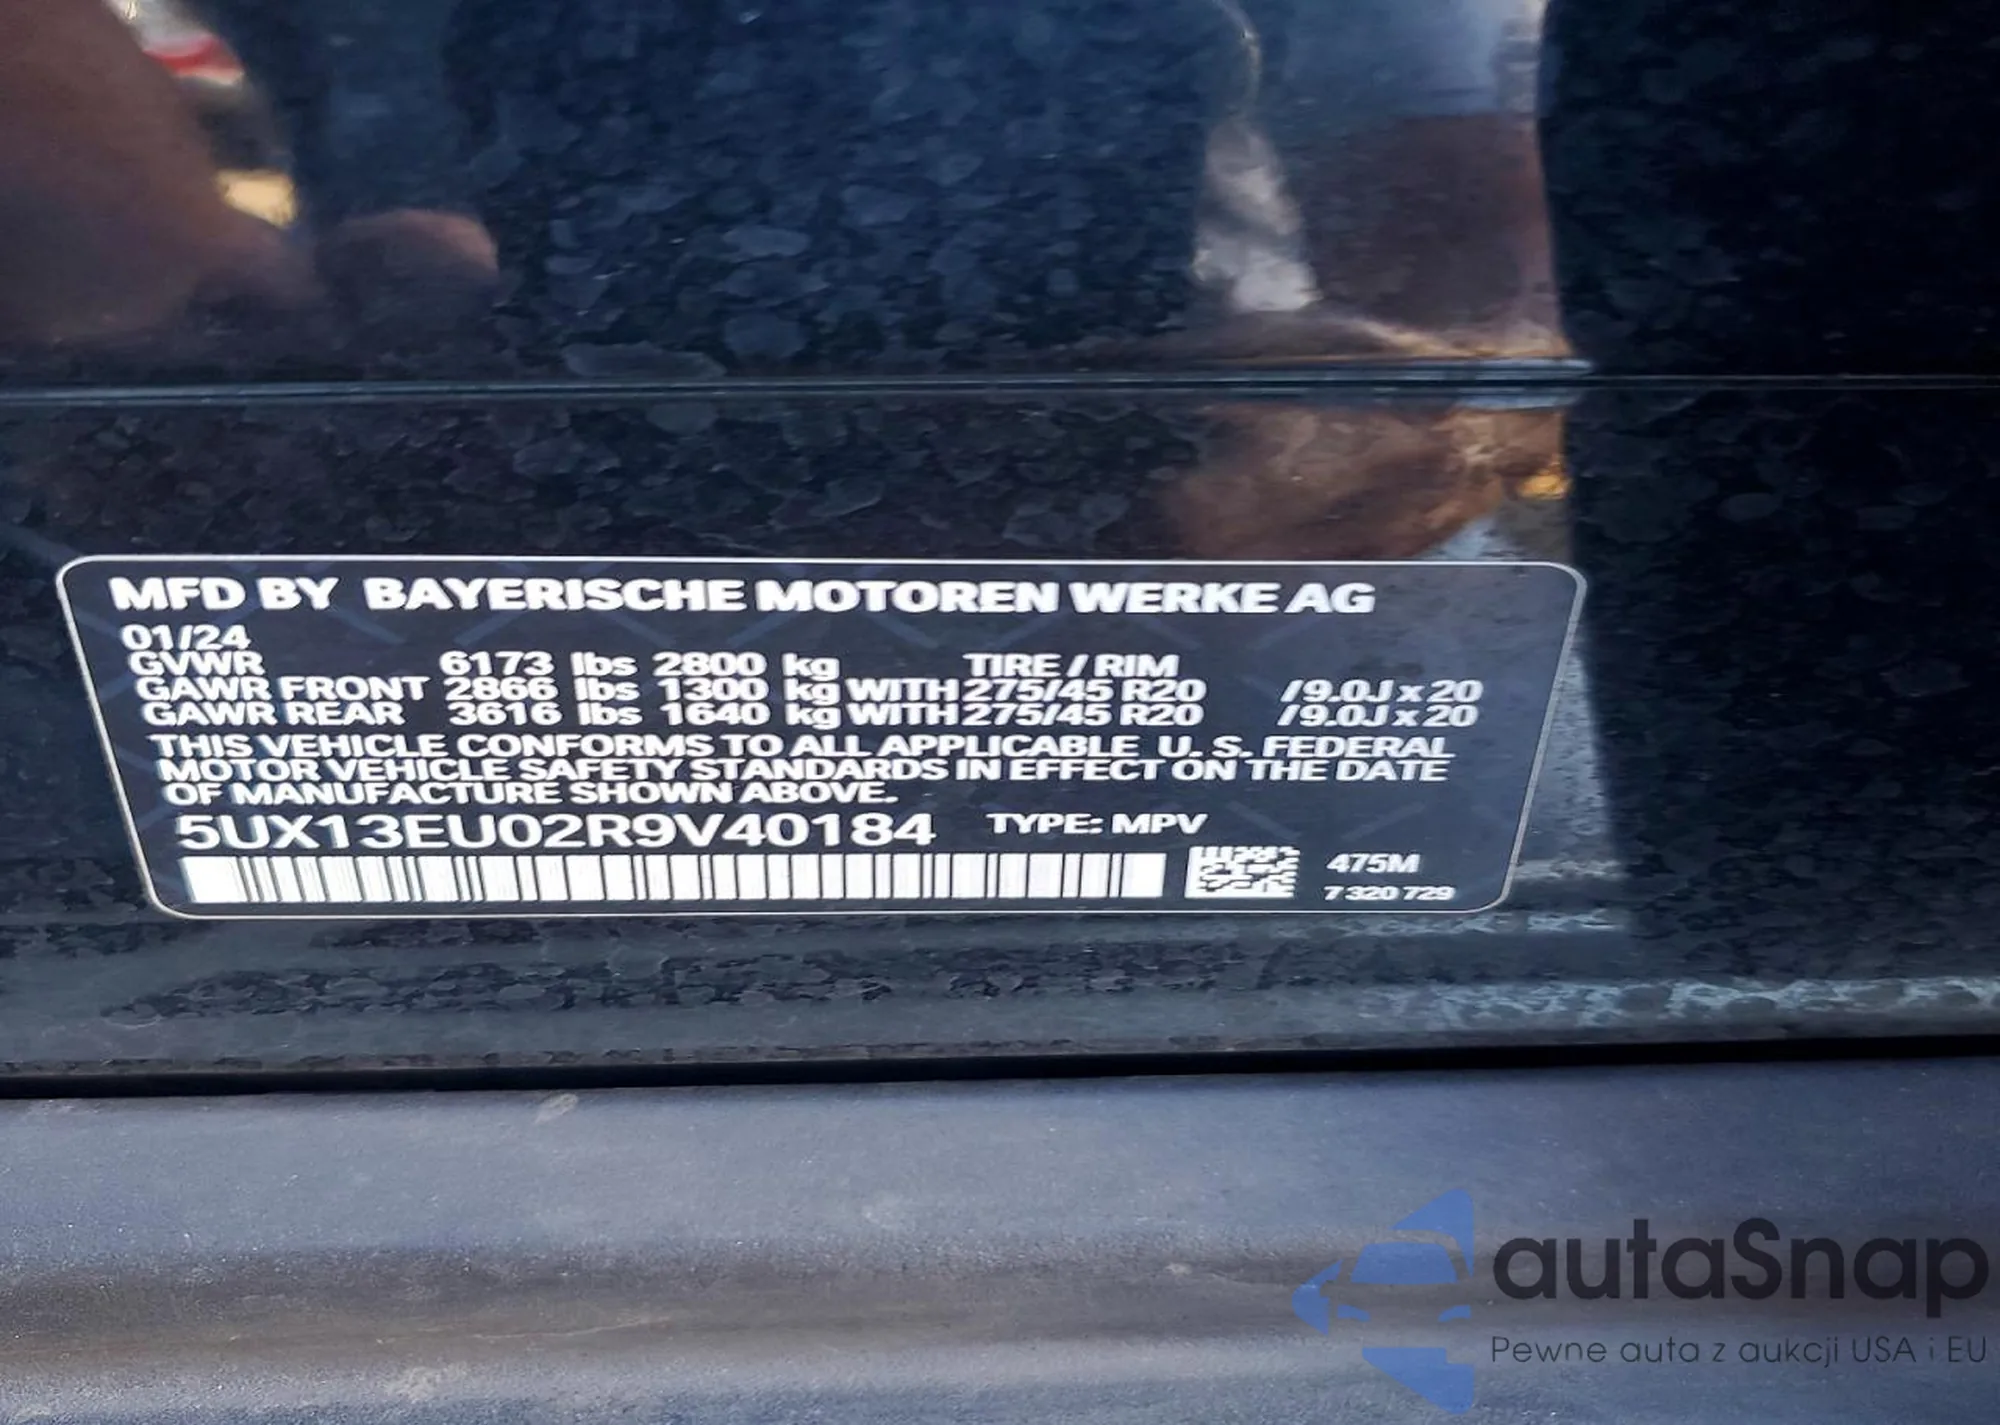 MFD BY BAYERISCHE MOTOREN WERKE AG
01/24
GVWR 6173 lbs 2800 kg TIRE / RIM
GAWR FRONT 2866 lbs 1300 kg WITH 275/45 R20 /9.0J x 20
GAWR REAR 3616 lbs 1640 kg WITH 275/45 R20 /9.0J x 20
THIS VEHICLE CONFORMS TO ALL APPLICABLE U. S. FEDERAL
MOTOR VEHICLE SAFETY STANDARDS IN EFFECT ON THE DATE
OF MANUFACTURE SHOWN ABOVE.
5UX13EU02R9V40184 TYPE: MPV
475M
7 320 729
autaSnap
Pewne auta z aukcji USA i EU